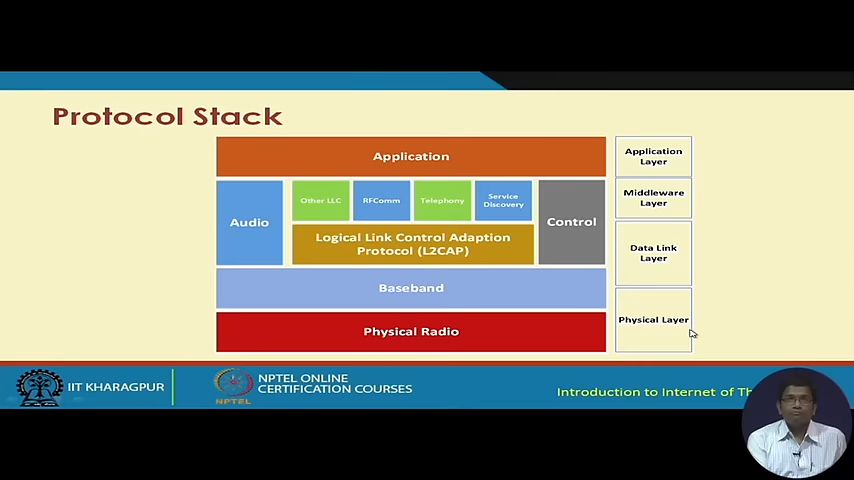 Protocol Stack
Application
Audio
Other LLC
RFComm
Telephony
Service
Discovery
Control
Logical Link Control Adaption
Protocol (L2CAP)
Baseband
Physical Radio
Application
Layer
Middleware
Layer
Data Link
Layer
Physical Layer
IIT KHARAGPUR
NPTEL
NPTEL ONLINE
CERTIFICATION COURSES
Introduction to Internet of Th